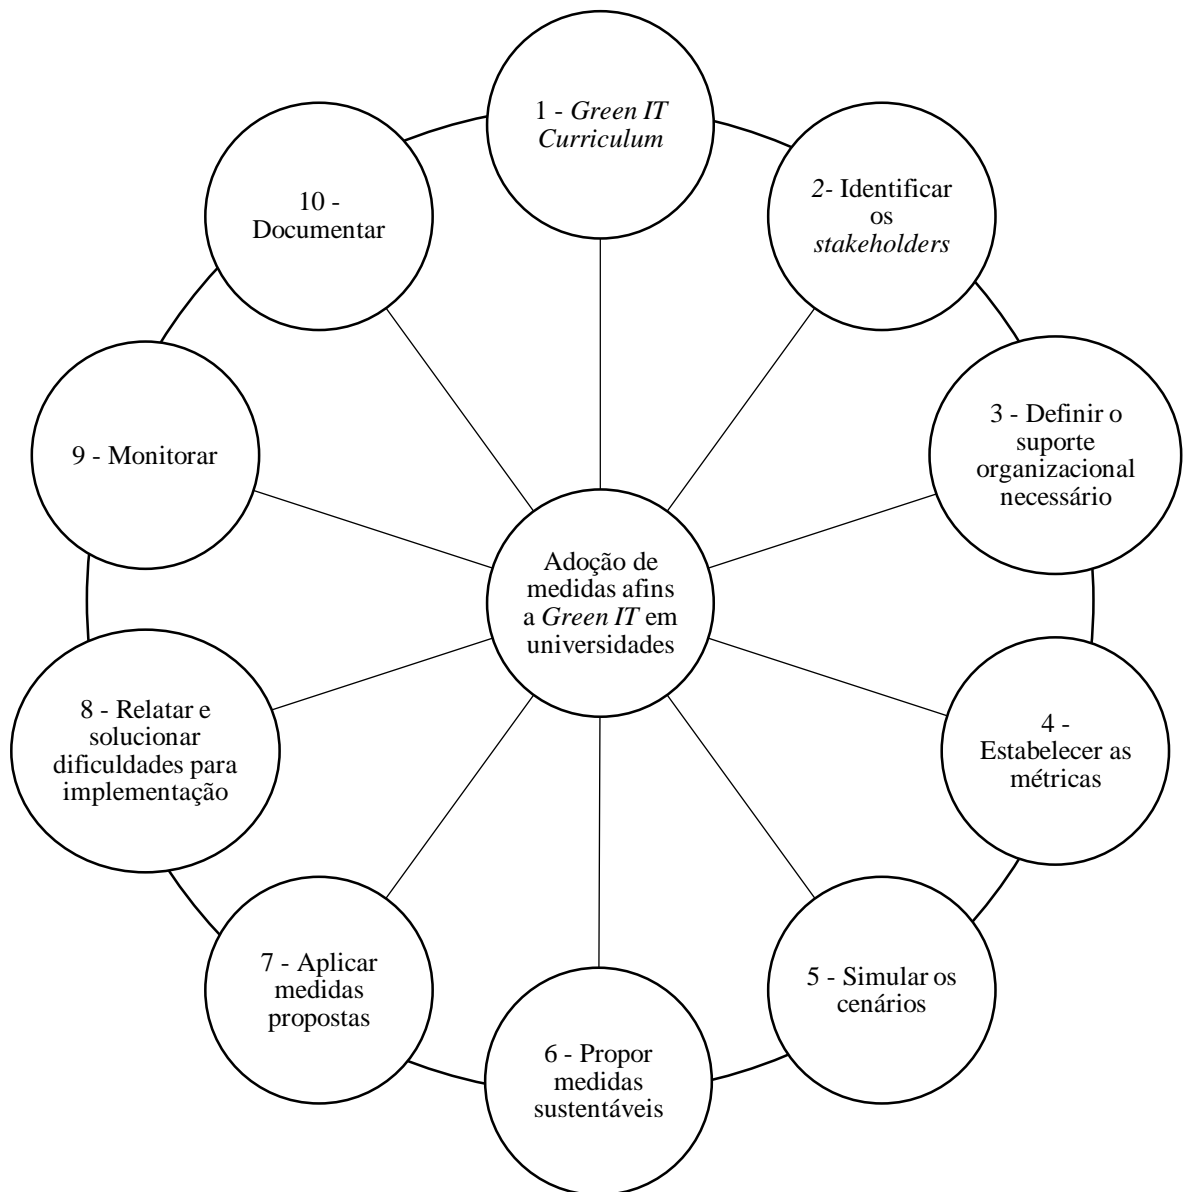 1 - Green IT
Curriculum
2- Identificar
os
stakeholders
3 - Definir o
suporte
organizacional
necessário
4 -
Estabelecer as
métricas
5 - Simular os
cenários
6 - Propor
medidas
sustentáveis
7 - Aplicar
medidas
propostas
8 - Relatar e
solucionar
dificuldades para
implementação
9 - Monitorar
10 -
Documentar
Adoção de
medidas afins
a Green IT em
universidades